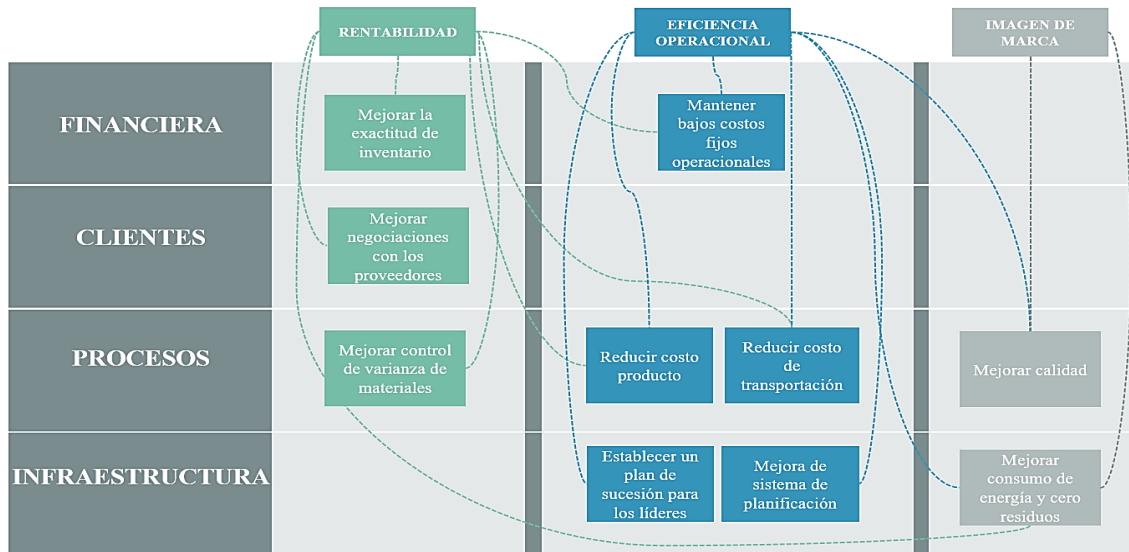 RENTABILIDAD
EFICIENCIA
OPERACIONAL
IMAGEN DE
MARCA
FINANCIERA
Mejorar la
exactitud de
inventario
Mantener
bajos costos
fijos
operacionales
CLIENTES
Mejorar
negociaciones
con los
proveedores
PROCESOS
Mejorar control
de varianza de
materiales
Reducir costo
producto
Reducir costo
de
transportación
Mejorar calidad
INFRAESTRUCTURA
Establecer un
plan de
sucesión para
los líderes
Mejora de
sistema de
planificación
Mejorar
consumo de
energía y cero
residuos